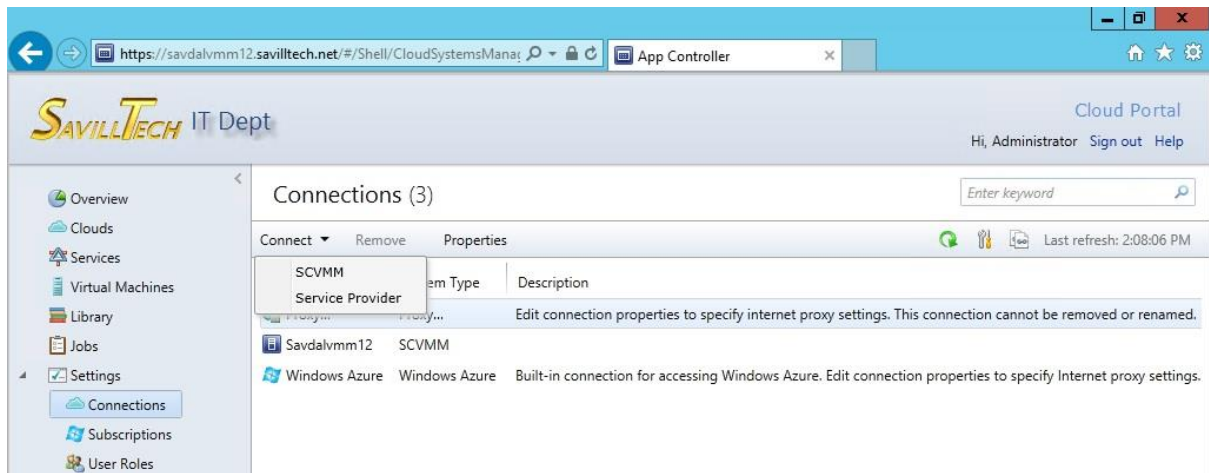 https://savdalvmm12.savilltech.net/#/Shell/CloudSystemsMana
App Controller
SAVILLTECH IT Dept
Cloud Portal
Hi, Administrator Sign out Help
Overview
Clouds
Services
Virtual Machines
Library
Jobs
Settings
Connections
Subscriptions
User Roles
Connections (3)
Enter keyword
Connect Remove Properties
Last refresh: 2:08:06 PM
SCVMM
Service Provider
em Type Description
Edit connection properties to specify internet proxy settings. This connection cannot be removed or renamed.
Savdalvmm12 SCVMM
Windows Azure Windows Azure Built-in connection for accessing Windows Azure. Edit connection properties to specify Internet proxy settings.